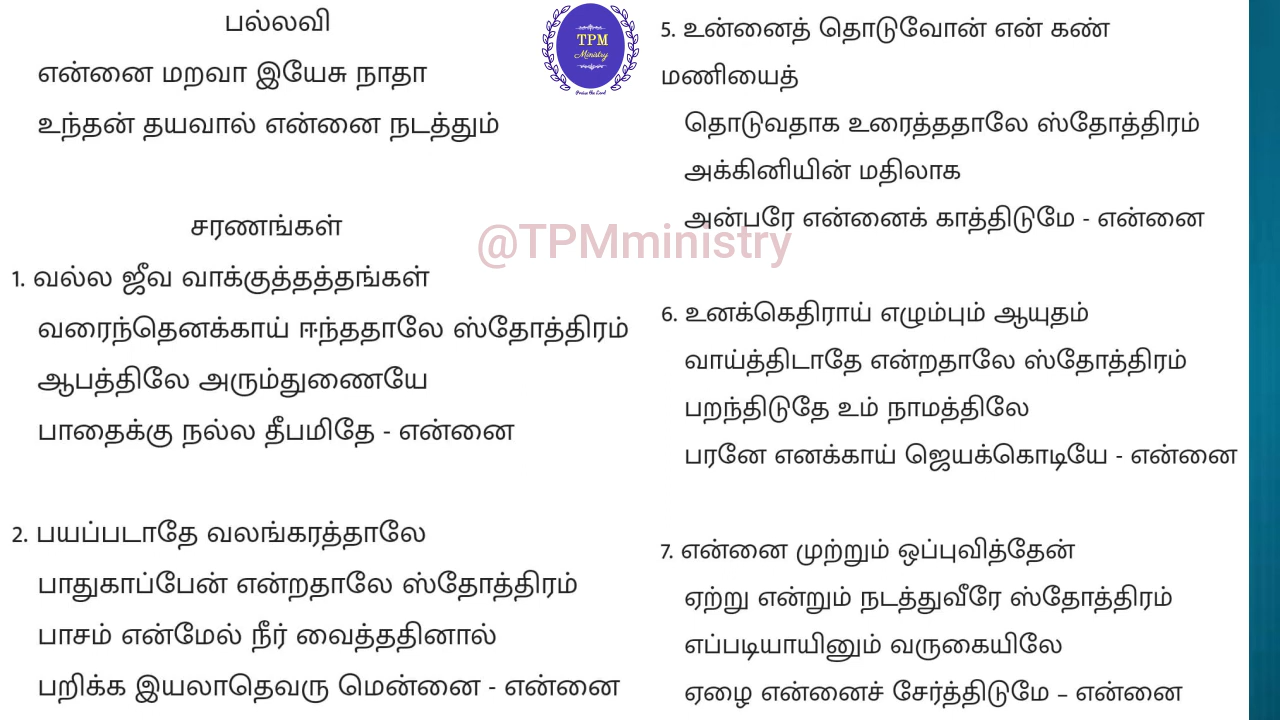 பல்லவி
என்னை மறவா இயேசு நாதா
உந்தன் தயவால் என்னை நடத்தும்
சரணங்கள்
1. வல்ல ஜீவ வாக்குத்தத்தங்கள்
வரைந்தெனக்காய் ஈந்ததாலே ஸ்தோத்திரம்
ஆபத்திலே அரும்துணையே
பாதைக்கு நல்ல தீபமிதே - என்னை
2. பயப்படாதே வலங்கரத்தாலே
பாதுகாப்பேன் என்றதாலே ஸ்தோத்திரம்
பாசம் என்மேல் நீர் வைத்ததினால்
பறிக்க இயலாதெவரு மென்னை - என்னை
TPM
Ministry
Praise the Lord
@TPMministry
5. உன்னைத் தொடுவோன் என் கண்
மணியைத்
தொடுவதாக உரைத்ததாலே ஸ்தோத்திரம்
அக்கினியின் மதிலாக
அன்பரே என்னைக் காத்திடுமே - என்னை
6. உனக்கெதிராய் எழும்பும் ஆயுதம்
வாய்த்திடாதே என்றதாலே ஸ்தோத்திரம்
பறந்திடுதே உம் நாமத்திலே
பரனே எனக்காய் ஜெயக்கொடியே - என்னை
7. என்னை முற்றும் ஒப்புவித்தேன்
ஏற்று என்றும் நடத்துவீரே ஸ்தோத்திரம்
எப்படியாயினும் வருகையிலே
ஏழை என்னைச் சேர்த்திடுமே – என்னை